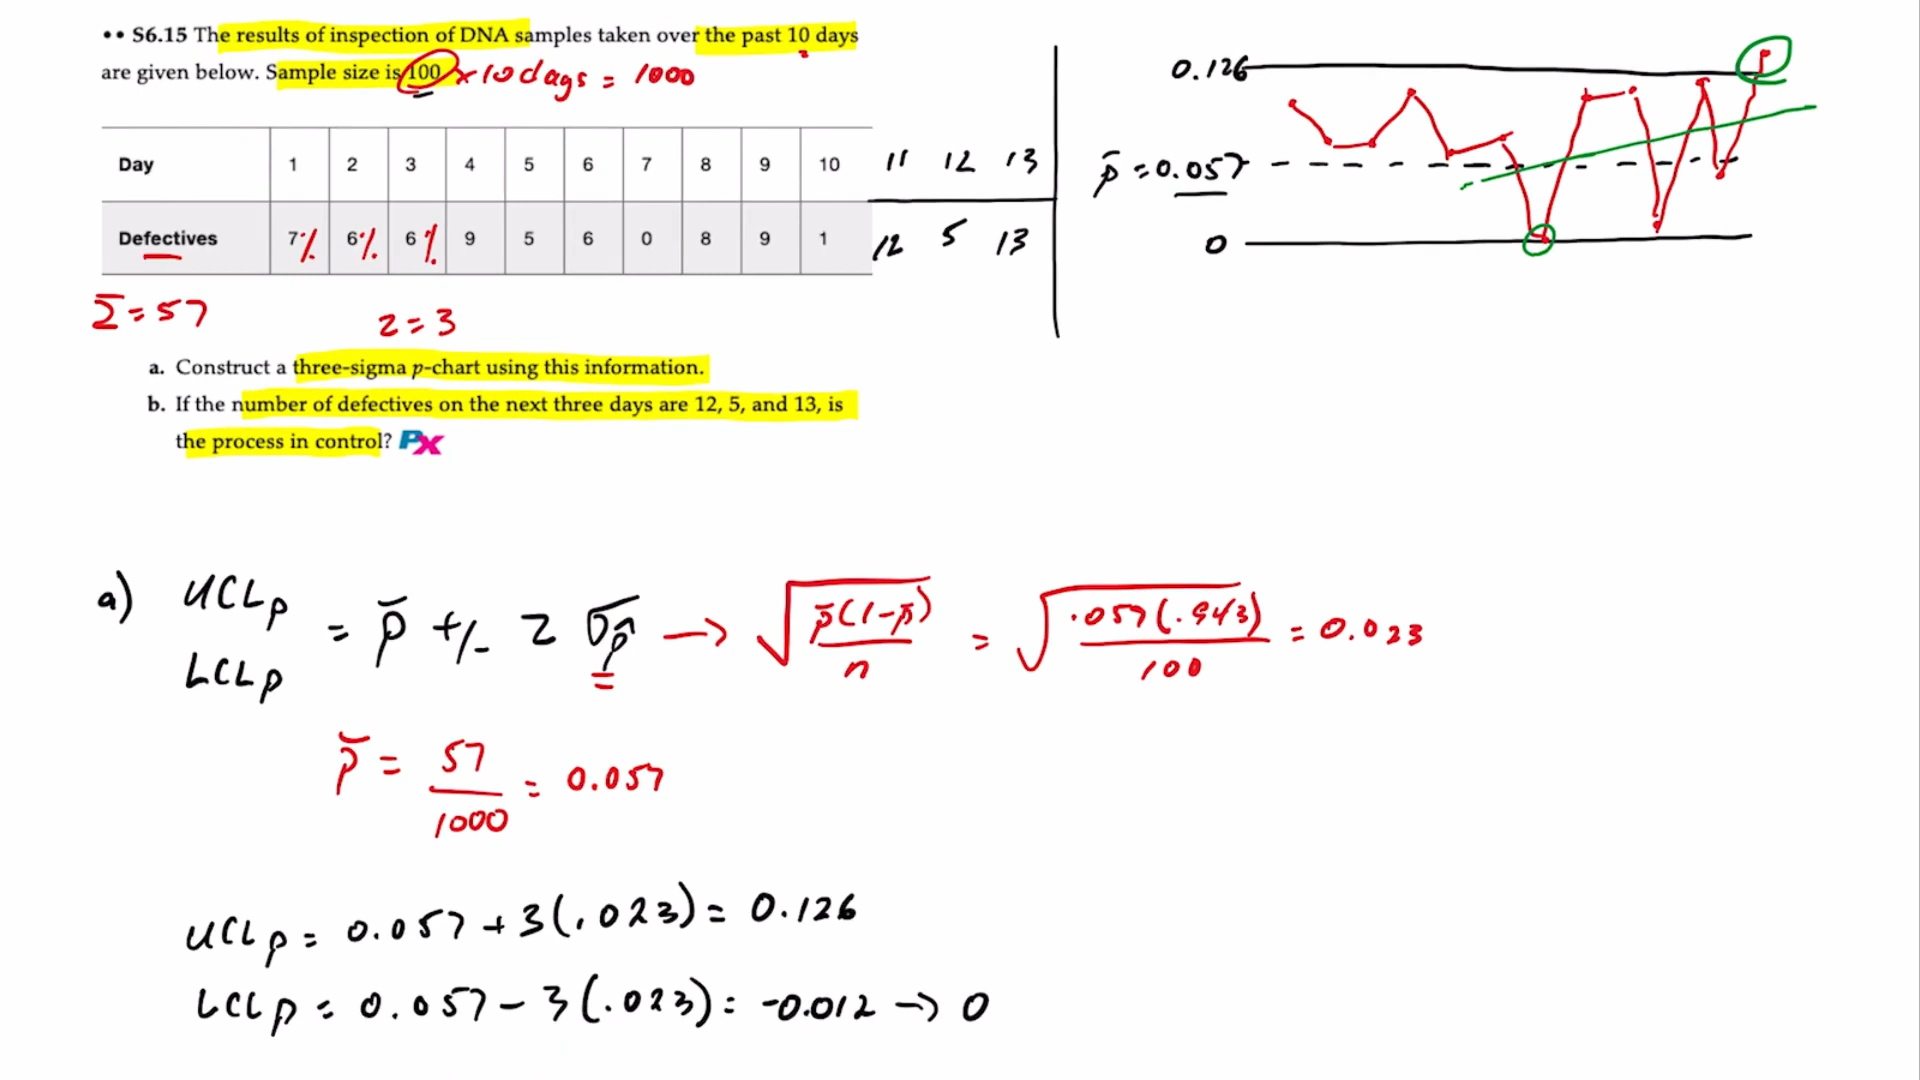 •• S6.15 The results of inspection of DNA samples taken over the past 10 days
are given below. Sample size is 100. x 10 days = 1000
Day 1 2 3 4 5 6 7 8 9 10 11 12 13
Defectives 7% 6% 6% 9 5 6 0 8 9 1 12 5 13
Σ = 57
z = 3
a. Construct a three-sigma p-chart using this information.
b. If the number of defectives on the next three days are 12, 5, and 13, is
the process in control? PX
0.126
p̄ = 0.057
0
a) UCLp
LCLp
= p̄ +/- z σp̂ → √ p̄(1-p̄) / n = √ .057(.943) / 100 = 0.023
p̄ = 57 / 1000 = 0.057
UCLp = 0.057 + 3(.023) = 0.126
LCLp = 0.057 - 3(.023) = -0.012 → 0